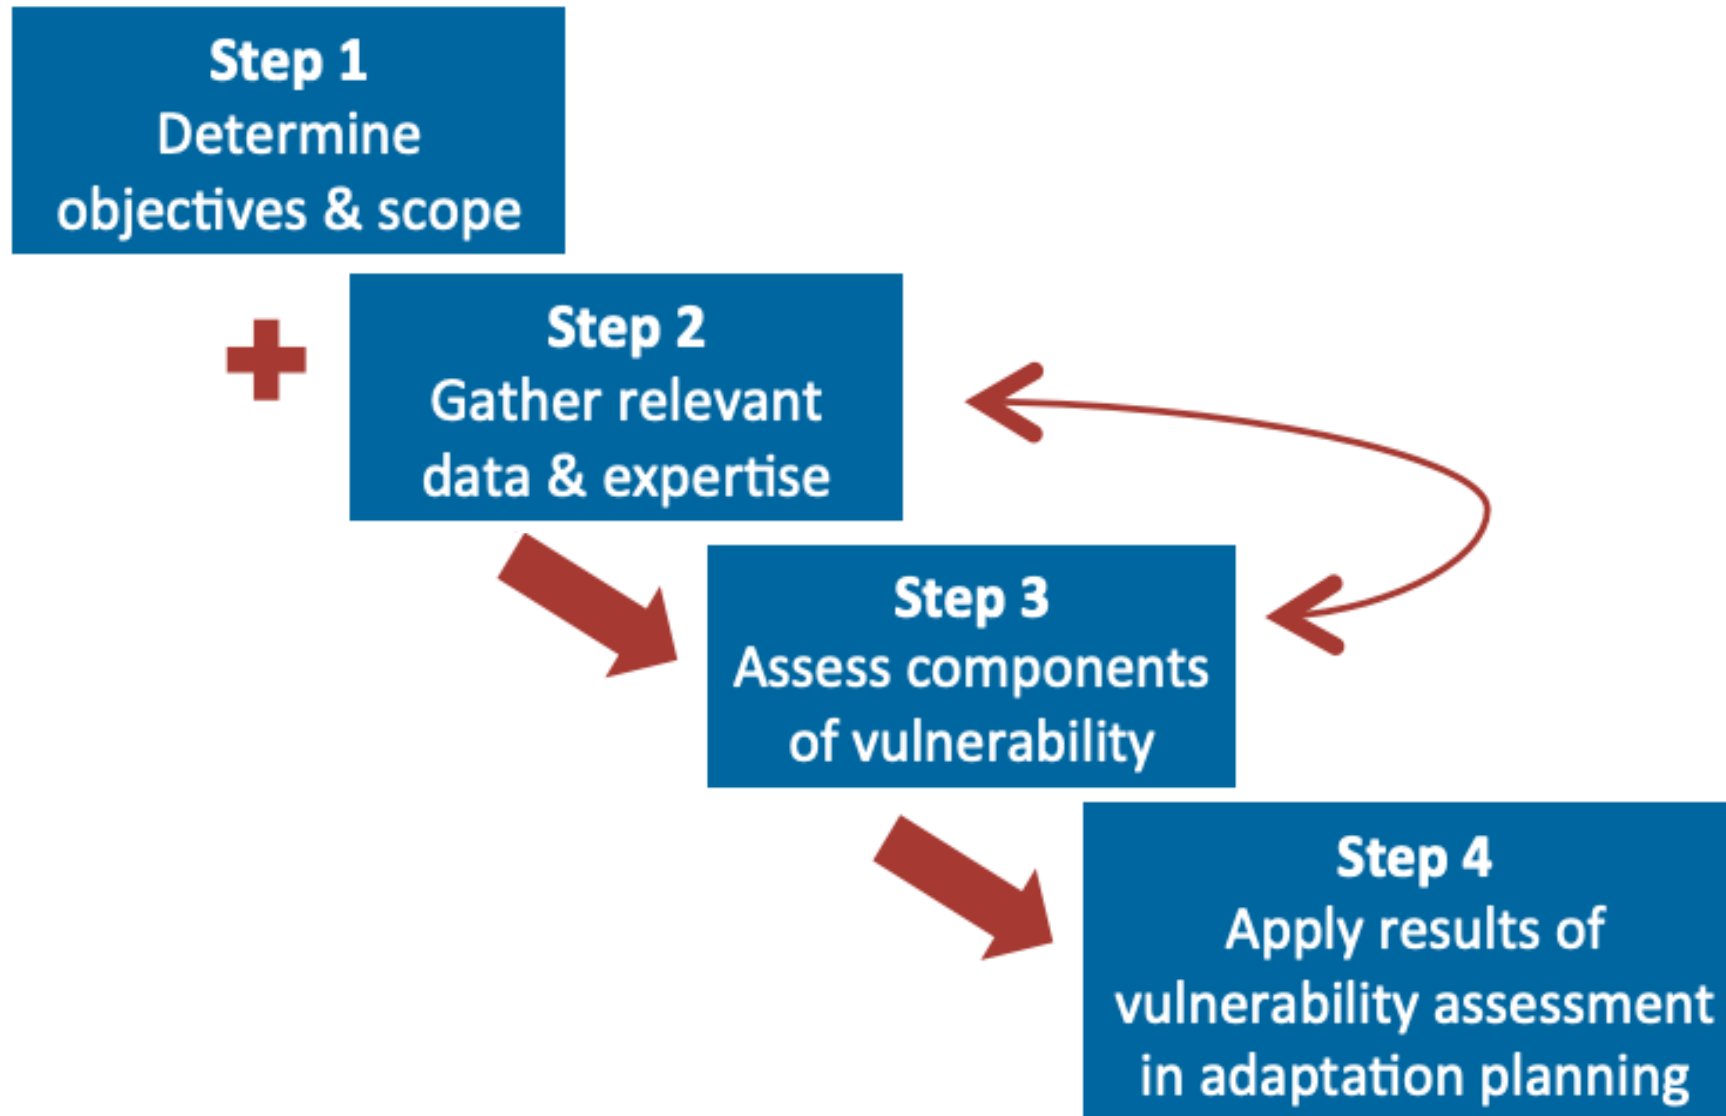 Step 1
Determine
objectives & scope
Step 2
Gather relevant
data & expertise
Step 3
Assess components
of vulnerability
Step 4
Apply results of
vulnerability assessment
in adaptation planning